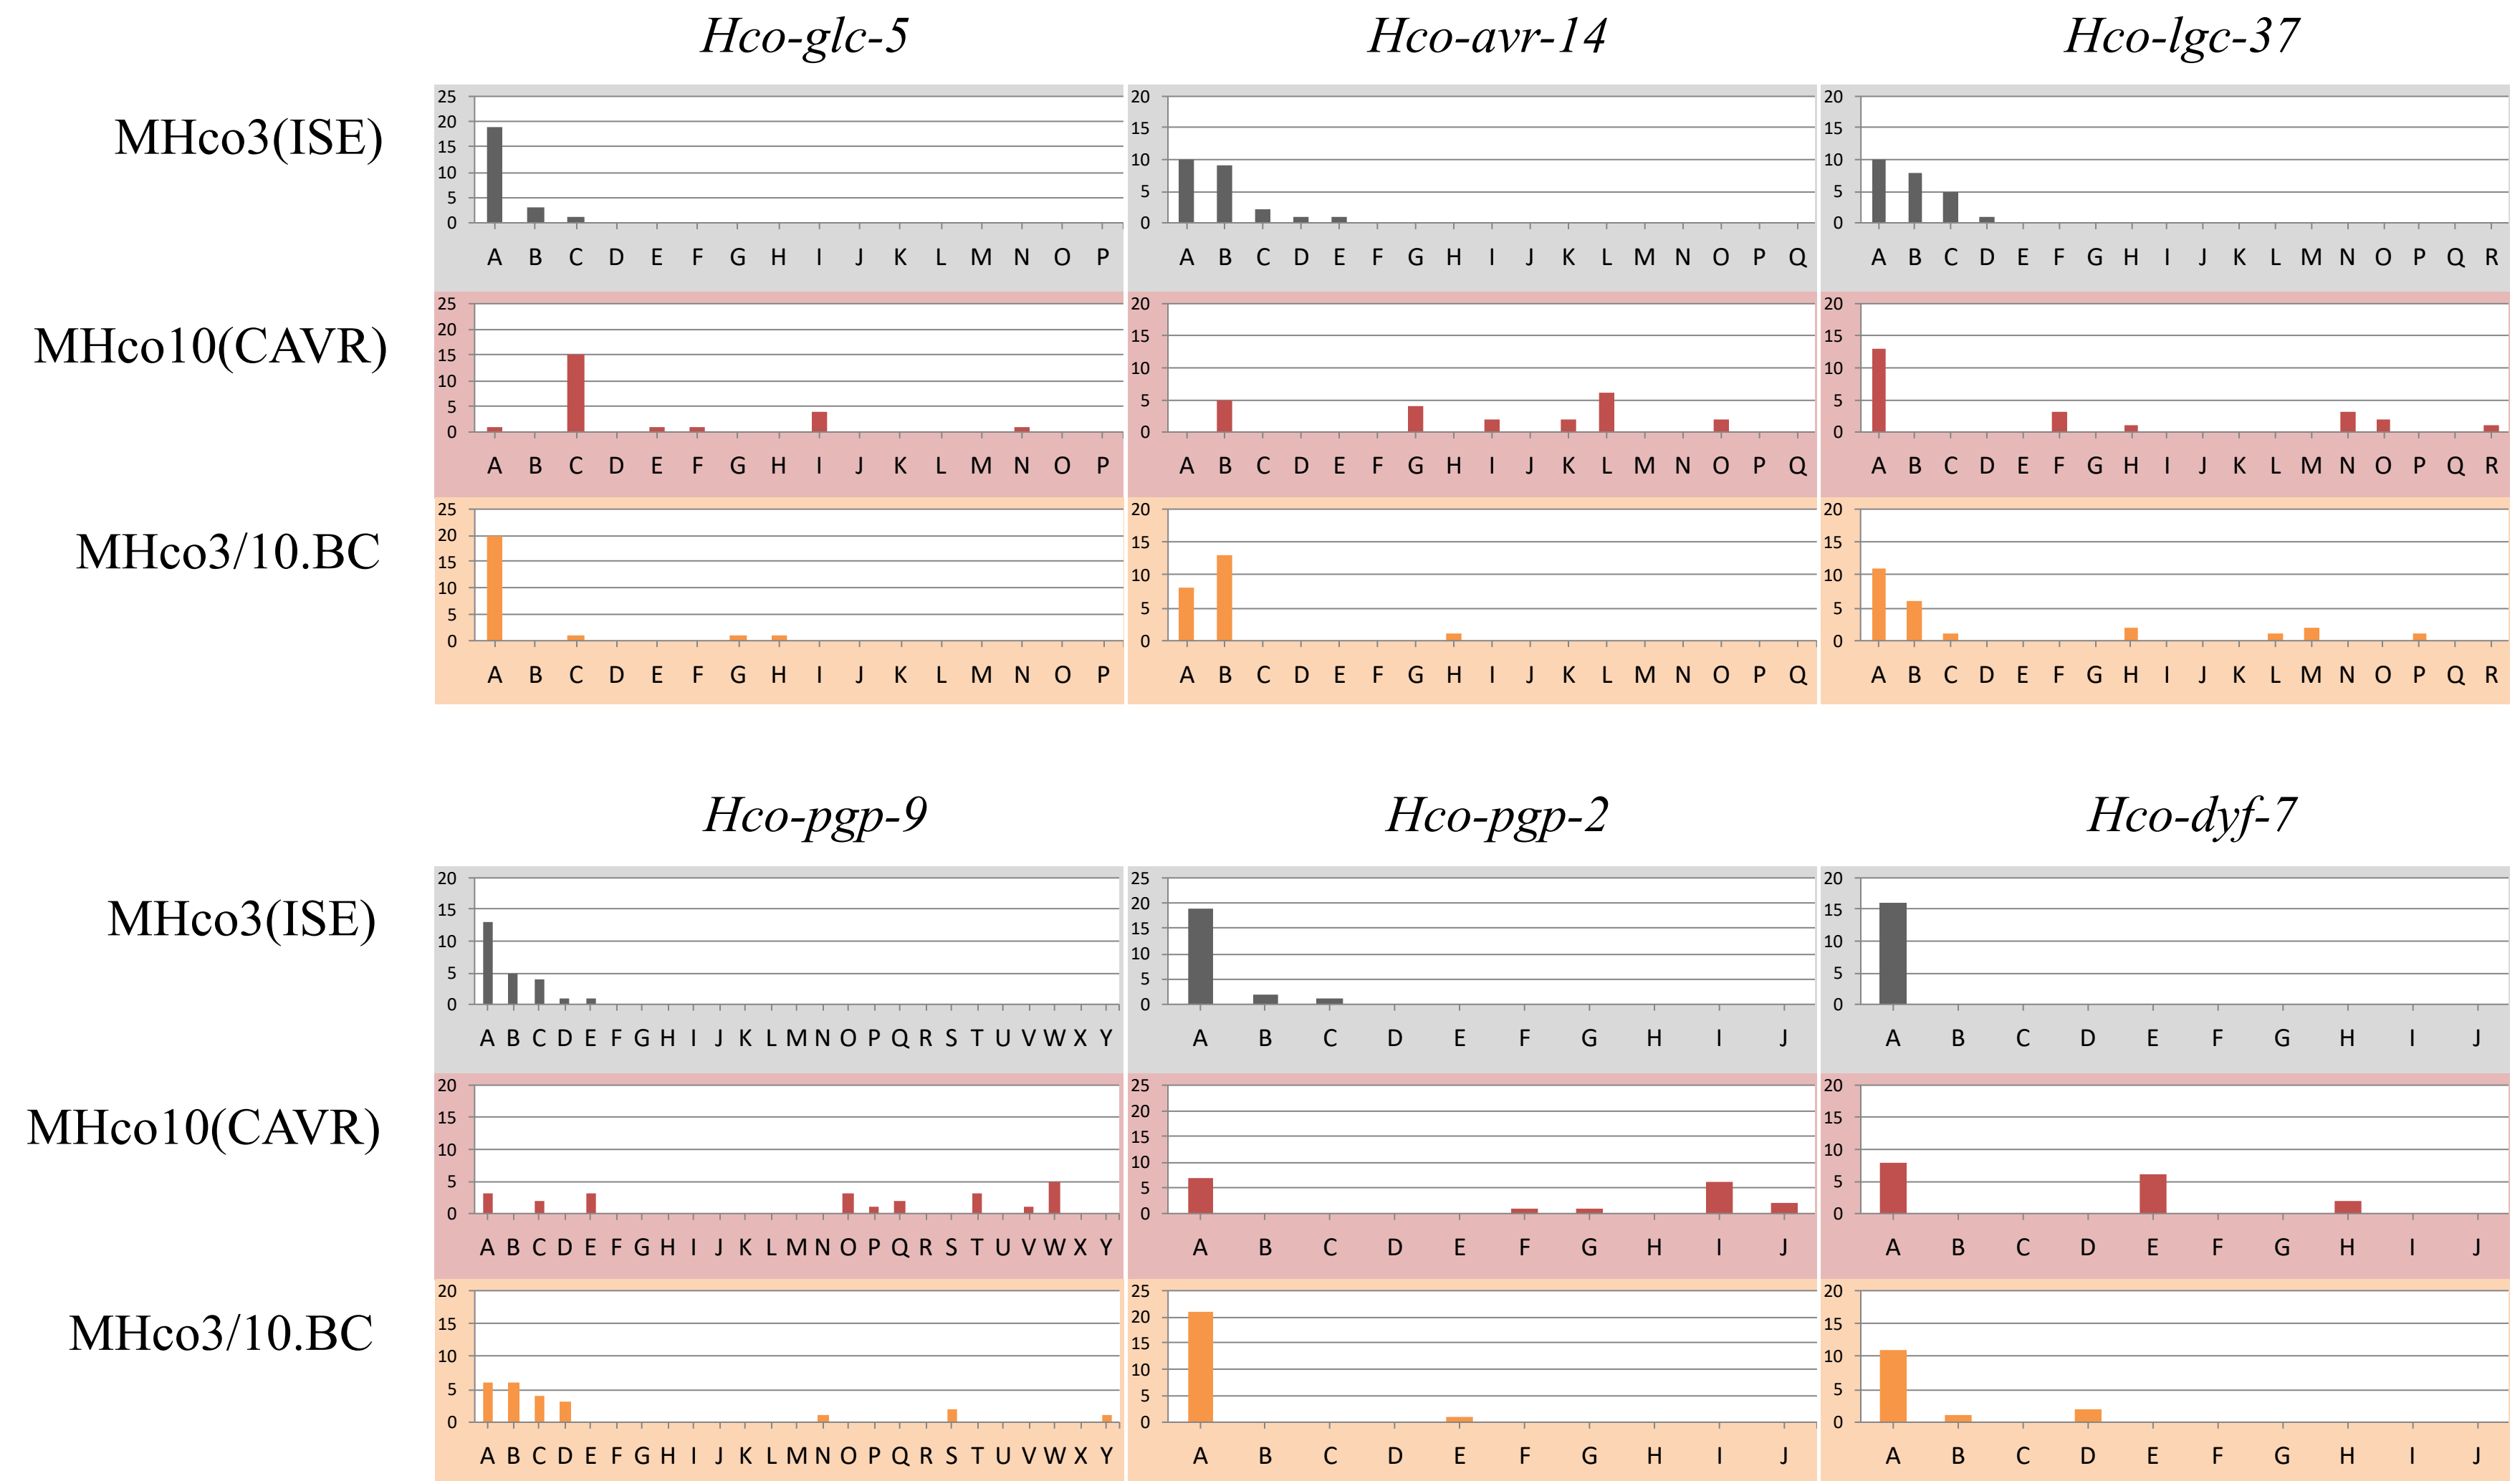 Hco-glc-5 Hco-avr-14 Hco-lgc-37
MHco3(ISE)
25 20 15 10 5 0
A B C D E F G H I J K L M N O P
20 15 10 5 0
A B C D E F G H I J K L M N O P Q
20 15 10 5 0
A B C D E F G H I J K L M N O P Q R
MHco10(CAVR)
25 20 15 10 5 0
A B C D E F G H I J K L M N O P
20 15 10 5 0
A B C D E F G H I J K L M N O P Q
20 15 10 5 0
A B C D E F G H I J K L M N O P Q R
MHco3/10.BC
25 20 15 10 5 0
A B C D E F G H I J K L M N O P
20 15 10 5 0
A B C D E F G H I J K L M N O P Q
20 15 10 5 0
A B C D E F G H I J K L M N O P Q R
Hco-pgp-9 Hco-pgp-2 Hco-dyf-7
MHco3(ISE)
20 15 10 5 0
A B C D E F G H I J K L M N O P Q R S T U V W X Y
25 20 15 10 5 0
A B C D E F G H I J
20 15 10 5 0
A B C D E F G H I J
MHco10(CAVR)
20 15 10 5 0
A B C D E F G H I J K L M N O P Q R S T U V W X Y
25 20 15 10 5 0
A B C D E F G H I J
20 15 10 5 0
A B C D E F G H I J
MHco3/10.BC
20 15 10 5 0
A B C D E F G H I J K L M N O P Q R S T U V W X Y
25 20 15 10 5 0
A B C D E F G H I J
20 15 10 5 0
A B C D E F G H I J